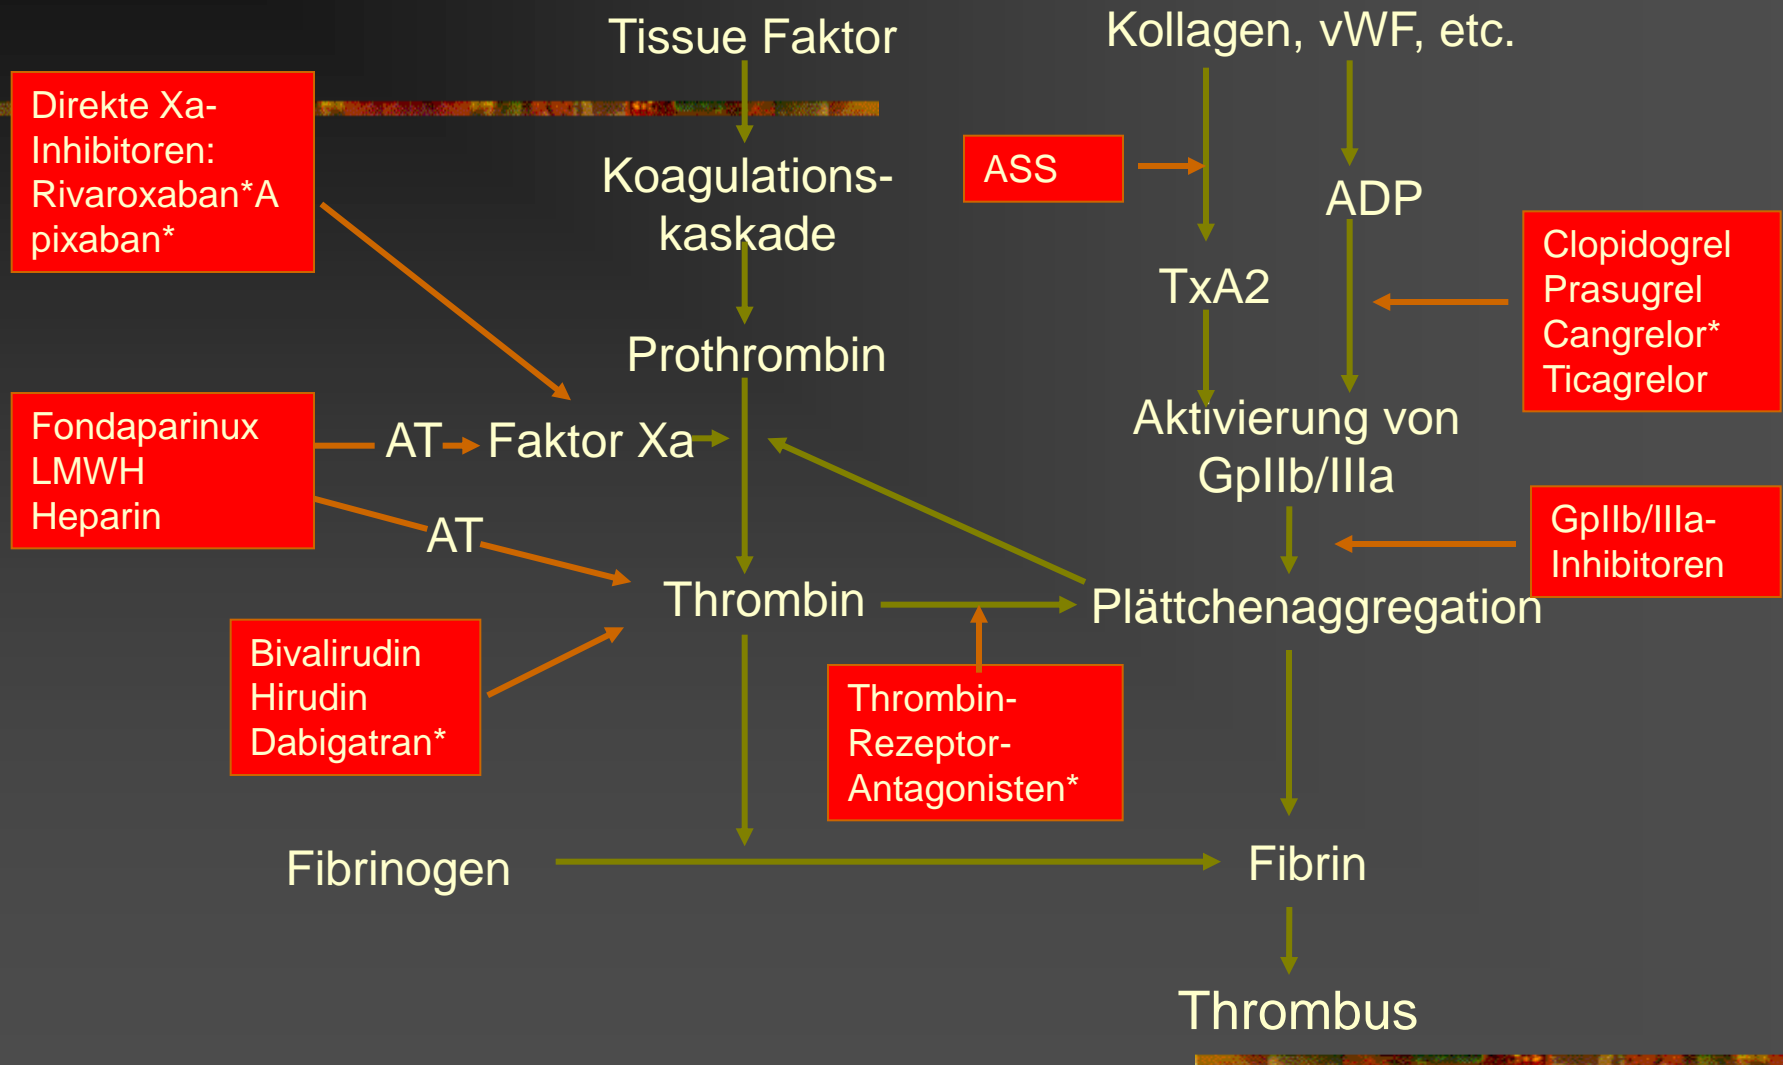 Tissue Faktor
Kollagen, vWF, etc.
Direkte Xa-
Inhibitoren:
Rivaroxaban*A
pixaban*
Koagulations-
kaskade
ASS
ADP
TxA2
Clopidogrel
Prasugrel
Cangrelor*
Ticagrelor
Prothrombin
Fondaparinux
LMWH
Heparin
AT
Faktor Xa
AT
Aktivierung von
GpIIb/IIIa
GpIIb/IIIa-
Inhibitoren
Thrombin
Plättchenaggregation
Bivalirudin
Hirudin
Dabigatran*
Thrombin-
Rezeptor-
Antagonisten*
Fibrinogen
Fibrin
Thrombus